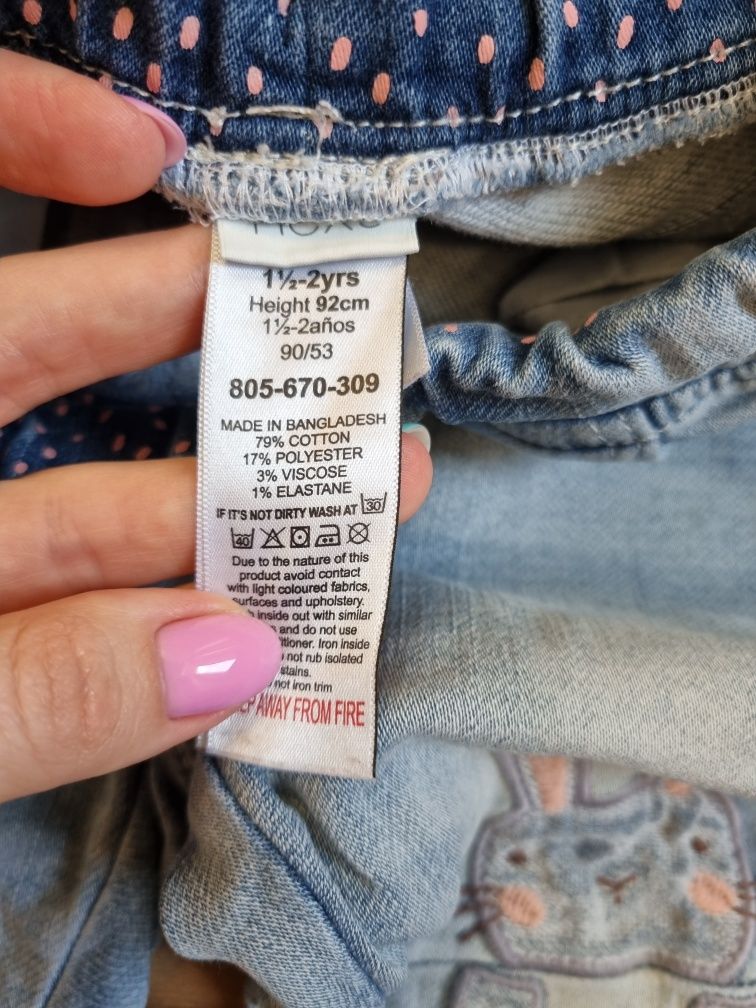 1½-2yrs
Height 92cm
1½-2años
90/53
805-670-309
MADE IN BANGLADESH
79% COTTON
17% POLYESTER
3% VISCOSE
1% ELASTANE
IF IT'S NOT DIRTY WASH AT 30
40
Due to the nature of this
product avoid contact
with light coloured fabrics,
surfaces and upholstery.
inside out with similar
and do not use
Iron inside
not rub isolated
stains.
not iron trim
AWAY FROM FIRE